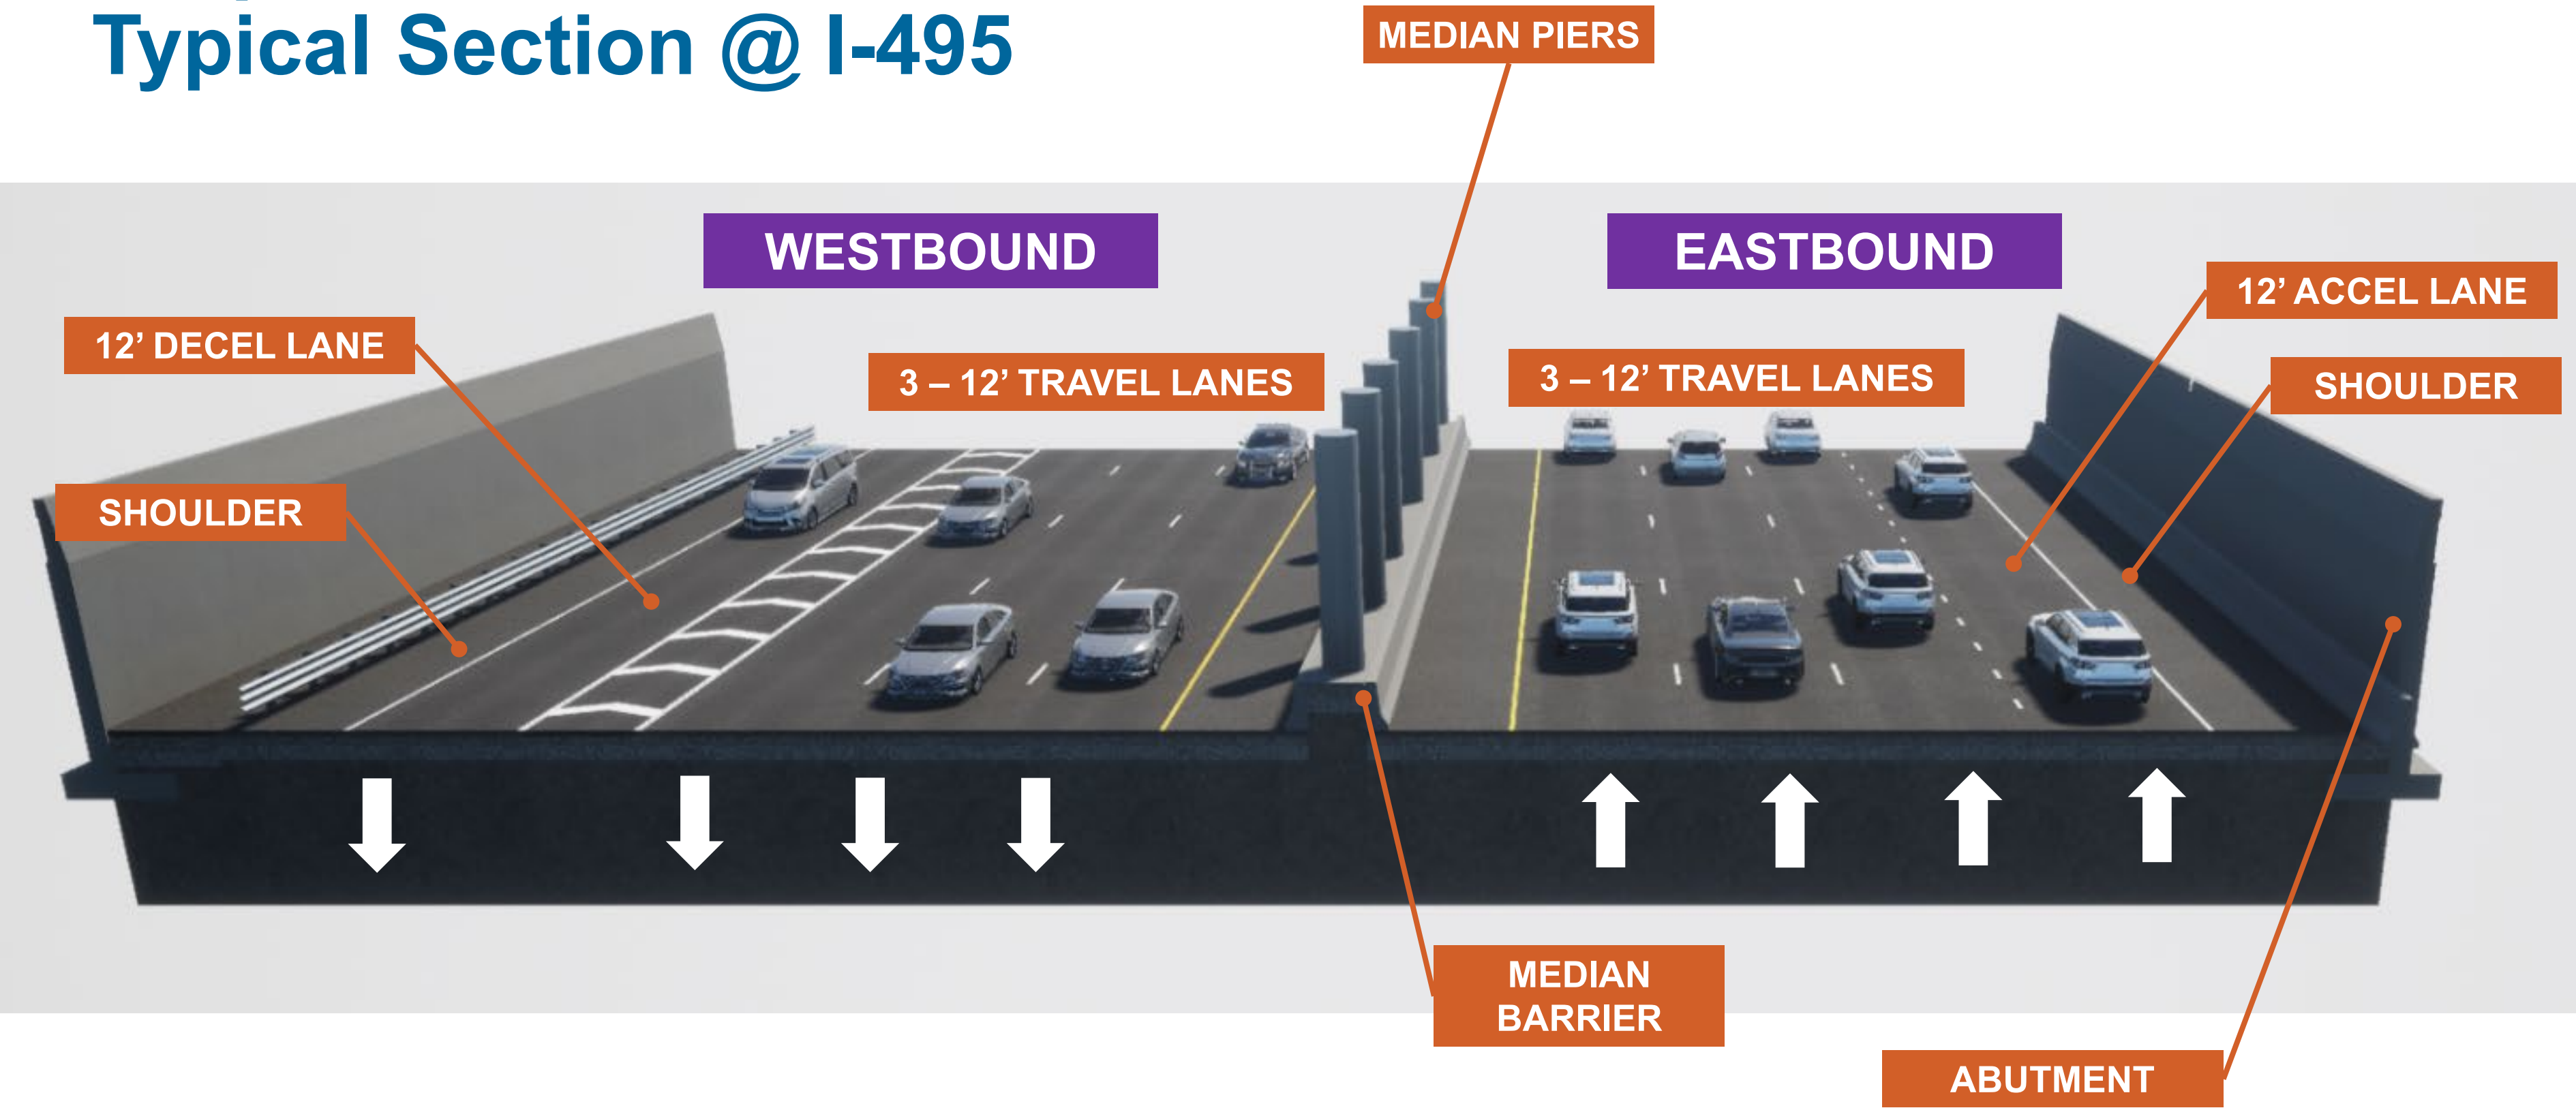 Typical Section @ I-495
MEDIAN PIERS
WESTBOUND
EASTBOUND
12’ ACCEL LANE
12’ DECEL LANE
3 – 12’ TRAVEL LANES
3 – 12’ TRAVEL LANES
SHOULDER
SHOULDER
MEDIAN
BARRIER
ABUTMENT